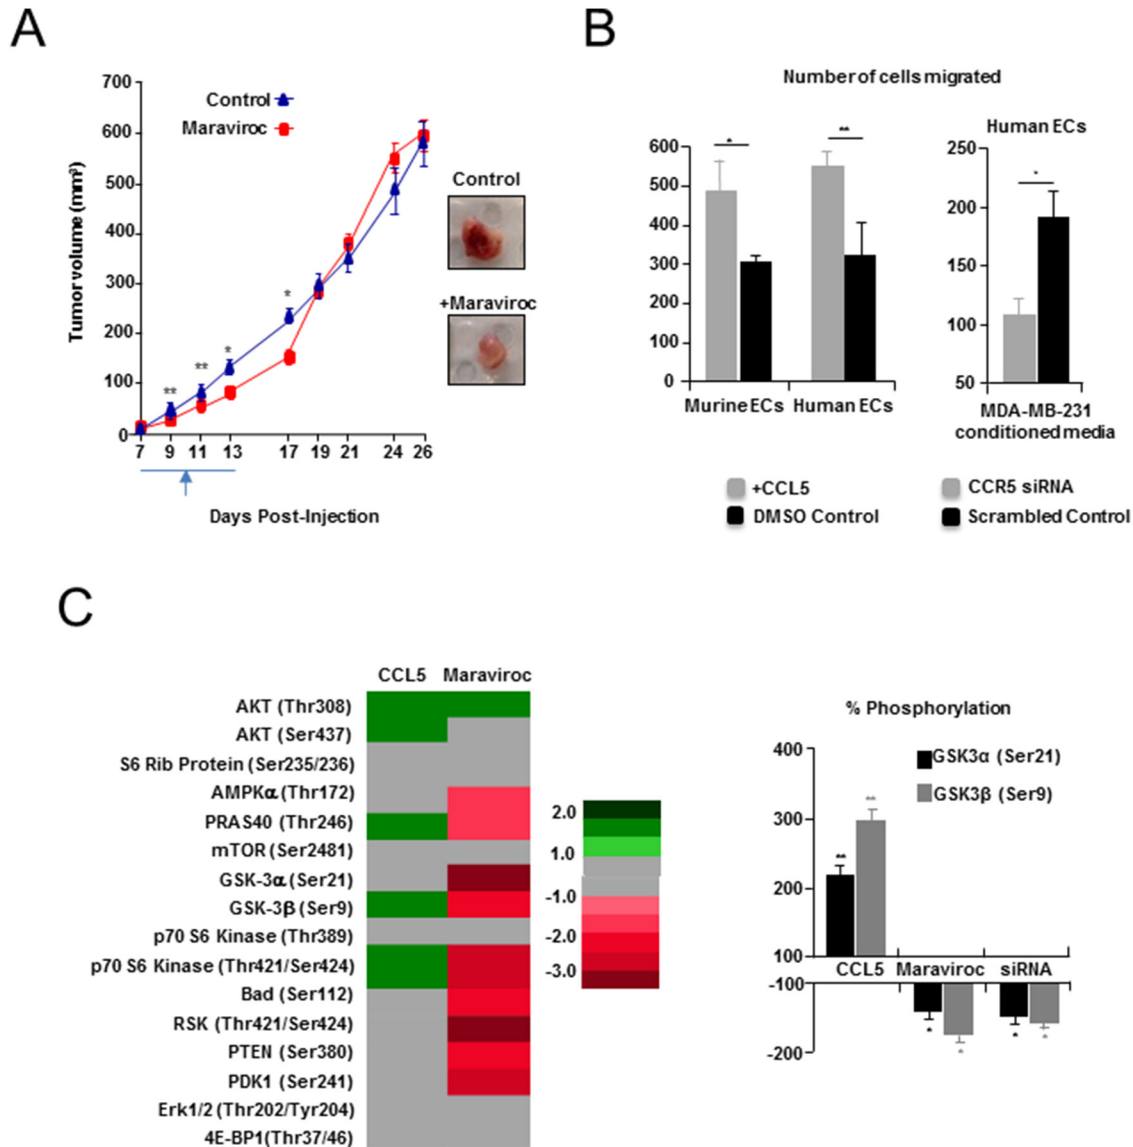 A
700
600
500
400
300
200
100
0
Tumor volume (mm³)
Control
Maraviroc
**
**
*
*
7 9 11 13 17 19 21 24 26
Days Post-Injection
Control
+Maraviroc
B
Number of cells migrated
600
500
400
300
200
100
0
*
**
Murine ECs Human ECs
Human ECs
250
200
150
100
50
*
MDA-MB-231
conditioned media
+CCL5
DMSO Control
CCR5 siRNA
Scrambled Control
C
CCL5 Maraviroc
AKT (Thr308)
AKT (Ser437)
S6 Rib Protein (Ser235/236)
AMPKα (Thr172)
PRAS40 (Thr246)
mTOR (Ser2481)
GSK-3α (Ser21)
GSK-3β (Ser9)
p70 S6 Kinase (Thr389)
p70 S6 Kinase (Thr421/Ser424)
Bad (Ser112)
RSK (Thr421/Ser424)
PTEN (Ser380)
PDK1 (Ser241)
Erk1/2 (Thr202/Tyr204)
4E-BP1(Thr37/46)
2.0
1.0
-1.0
-2.0
-3.0
% Phosphorylation
400
300
200
100
-100
-200
GSK3α (Ser21)
GSK3β (Ser9)
**
**
CCL5 Maraviroc siRNA
*
*
*
*